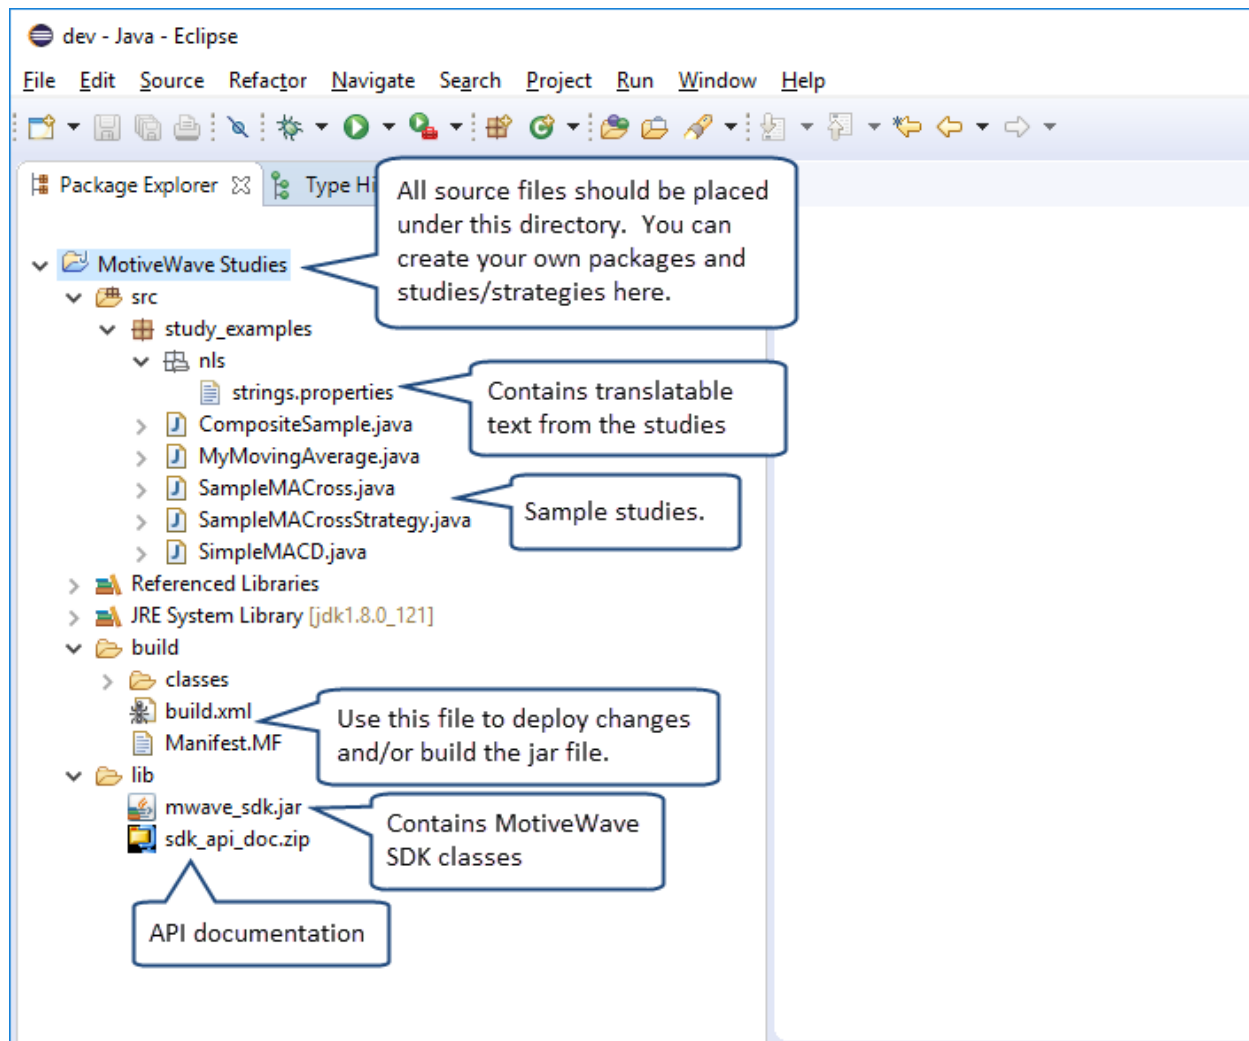 dev - Java - Eclipse
File Edit Source Refactor Navigate Search Project Run Window Help
Package Explorer Type Hi
All source files should be placed
under this directory. You can
create your own packages and
studies/strategies here.
MotiveWave Studies
src
study_examples
nls
strings.properties
Contains translatable
text from the studies
CompositeSample.java
MyMovingAverage.java
SampleMACross.java
Sample studies.
SampleMACrossStrategy.java
SimpleMACD.java
Referenced Libraries
JRE System Library [jdk1.8.0_121]
build
classes
build.xml
Use this file to deploy changes
and/or build the jar file.
Manifest.MF
lib
mwave_sdk.jar
Contains MotiveWave
SDK classes
sdk_api_doc.zip
API documentation